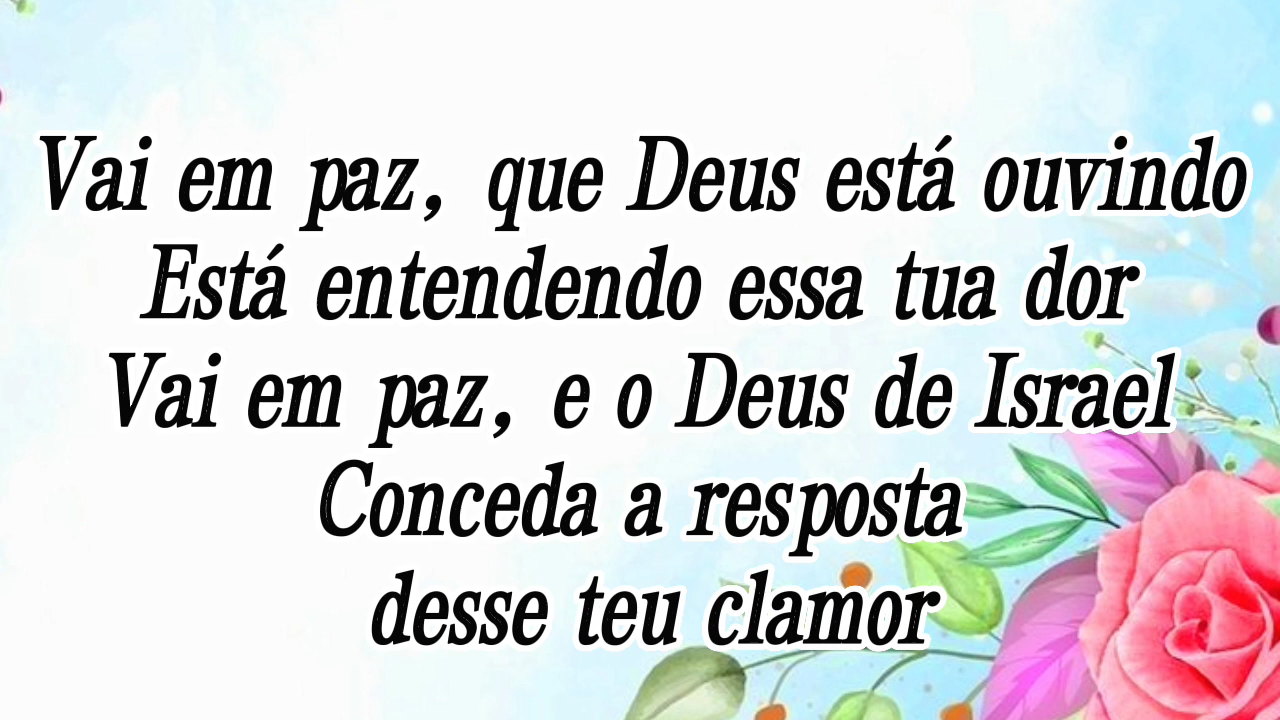 Vai em paz, que Deus está ouvindo
Está entendendo essa tua dor
Vai em paz, e o Deus de Israel
Conceda a resposta
desse teu clamor